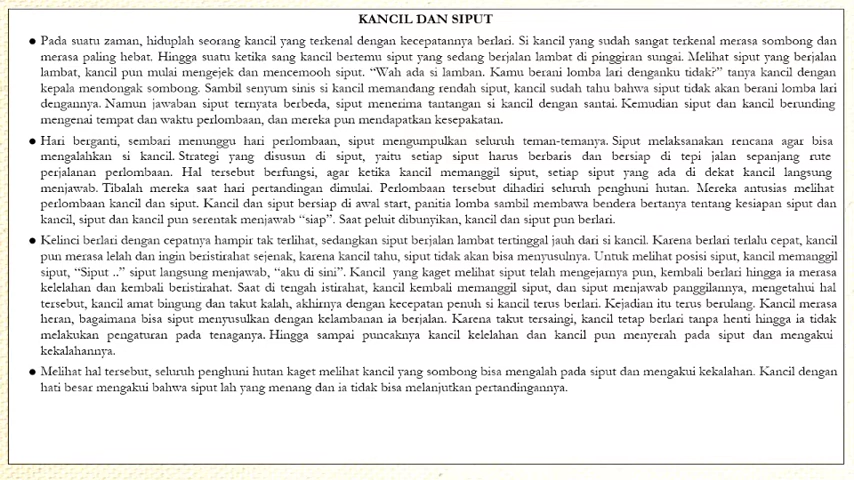 KANCIL DAN SIPUT
● Pada suatu zaman, hiduplah seorang kancil yang terkenal dengan kecepatannya berlari. Si kancil yang sudah sangat terkenal merasa sombong dan
merasa paling hebat. Hingga suatu ketika sang kancil bertemu siput yang sedang berjalan lambat di pinggiran sungai. Melihat siput yang berjalan
lambat, kancil pun mulai mengejek dan mencemooh siput. “Wah ada si lamban. Kamu berani lomba lari denganku tidak?” tanya kancil dengan
kepala mendongak sombong. Sambil senyum sinis si kancil memandang rendah siput, kancil sudah tahu bahwa siput tidak akan berani lomba lari
dengannya. Namun jawaban siput ternyata berbeda, siput menerima tantangan si kancil dengan santai. Kemudian siput dan kancil berunding
mengenai tempat dan waktu perlombaan, dan mereka pun mendapatkan kesepakatan.
● Hari berganti, sembari menunggu hari perlombaan, siput mengumpulkan seluruh teman-temanya. Siput melaksanakan rencana agar bisa
mengalahkan si kancil. Strategi yang disusun di siput, yaitu setiap siput harus berbaris dan bersiap di tepi jalan sepanjang rute
perjalanan perlombaan. Hal tersebut berfungsi, agar ketika kancil memanggil siput, setiap siput yang ada di dekat kancil langsung
menjawab. Tibalah mereka saat hari pertandingan dimulai. Perlombaan tersebut dihadiri seluruh penghuni hutan. Mereka antusias melihat
perlombaan kancil dan siput. Kancil dan siput bersiap di awal start, panitia lomba sambil membawa bendera bertanya tentang kesiapan siput dan
kancil, siput dan kancil pun serentak menjawab “siap”. Saat peluit dibunyikan, kancil dan siput pun berlari.
● Kelinci berlari dengan cepatnya hampir tak terlihat, sedangkan siput berjalan lambat tertinggal jauh dari si kancil. Karena berlari terlalu cepat, kancil
pun merasa lelah dan ingin beristirahat sejenak, karena kancil tahu, siput tidak akan bisa menyusulnya. Untuk melihat posisi siput, kancil memanggil
siput, “Siput ..” siput langsung menjawab, “aku di sini”. Kancil yang kaget melihat siput telah mengejarnya pun, kembali berlari hingga ia merasa
kelelahan dan kembali beristirahat. Saat di tengah istirahat, kancil kembali memanggil siput, dan siput menjawab panggilannya, mengetahui hal
tersebut, kancil amat bingung dan takut kalah, akhirnya dengan kecepatan penuh si kancil terus berlari. Kejadian itu terus berulang. Kancil merasa
heran, bagaimana bisa siput menyusulkan dengan kelambanan ia berjalan. Karena takut tersaingi, kancil tetap berlari tanpa henti hingga ia tidak
melakukan pengaturan pada tenaganya. Hingga sampai puncaknya kancil kelelahan dan kancil pun menyerah pada siput dan mengakui
kekalahannya.
● Melihat hal tersebut, seluruh penghuni hutan kaget melihat kancil yang sombong bisa mengalah pada siput dan mengakui kekalahan. Kancil dengan
hati besar mengakui bahwa siput lah yang menang dan ia tidak bisa melanjutkan pertandingannya.